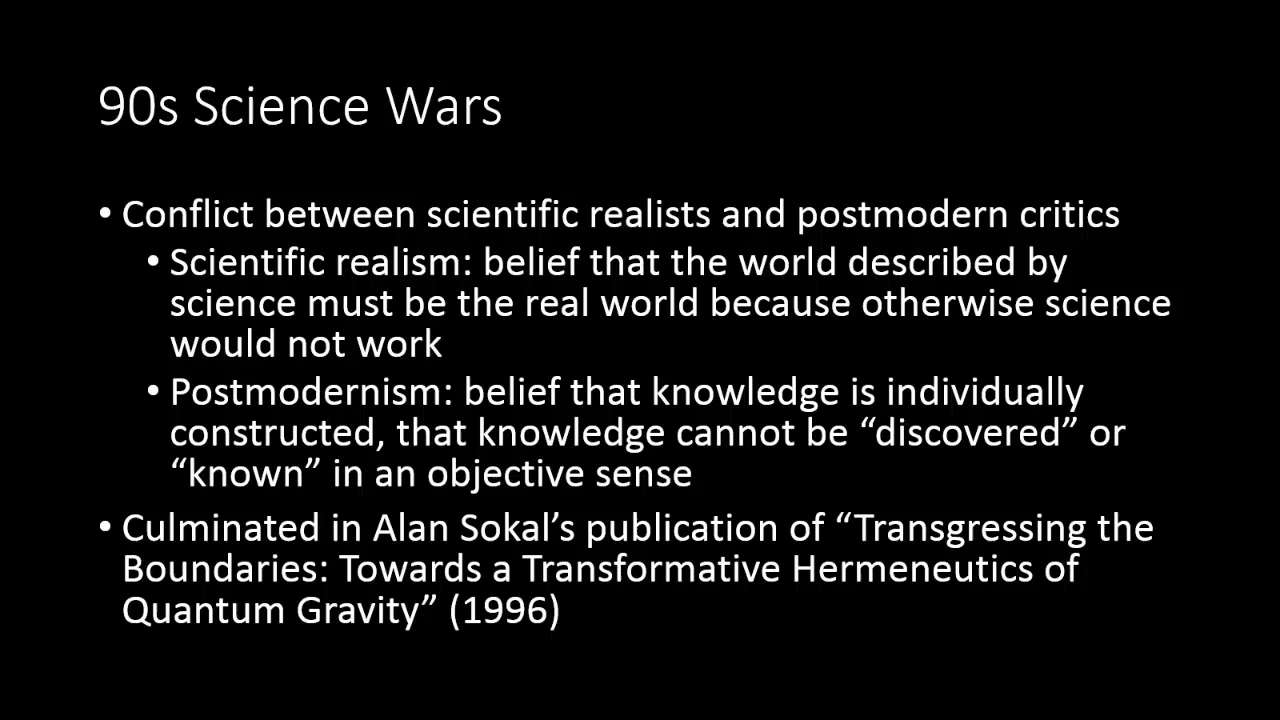 90s Science Wars
• Conflict between scientific realists and postmodern critics
• Scientific realism: belief that the world described by
science must be the real world because otherwise science
would not work
• Postmodernism: belief that knowledge is individually
constructed, that knowledge cannot be “discovered” or
“known” in an objective sense
• Culminated in Alan Sokal’s publication of “Transgressing the
Boundaries: Towards a Transformative Hermeneutics of
Quantum Gravity” (1996)